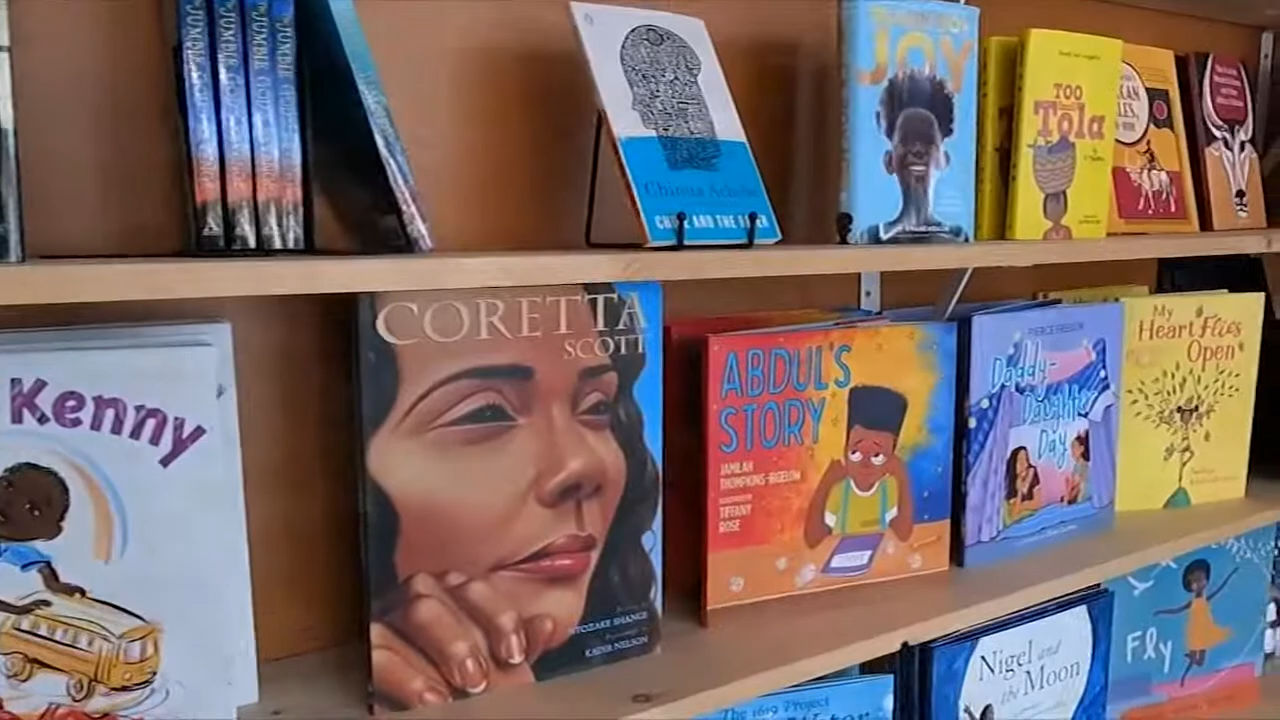 JUMBIE
JUMBIE
JUMBIE
JUMBIE
Chinua Achebe
CHIKE AND THE RIVER
JOY
TOO
Tola
Kenny
CORETTA
SCOTT
NTOZAKE SHANGE
KADIR NELSON
ABDUL'S
STORY
JAMILAH
THOMPKINS-BIGELOW
TIFFANY
ROSE
Daddy-
Daughter
Day
My
Heart Flies
Open
The 1619 Project
Nigel and
the Moon
Fly